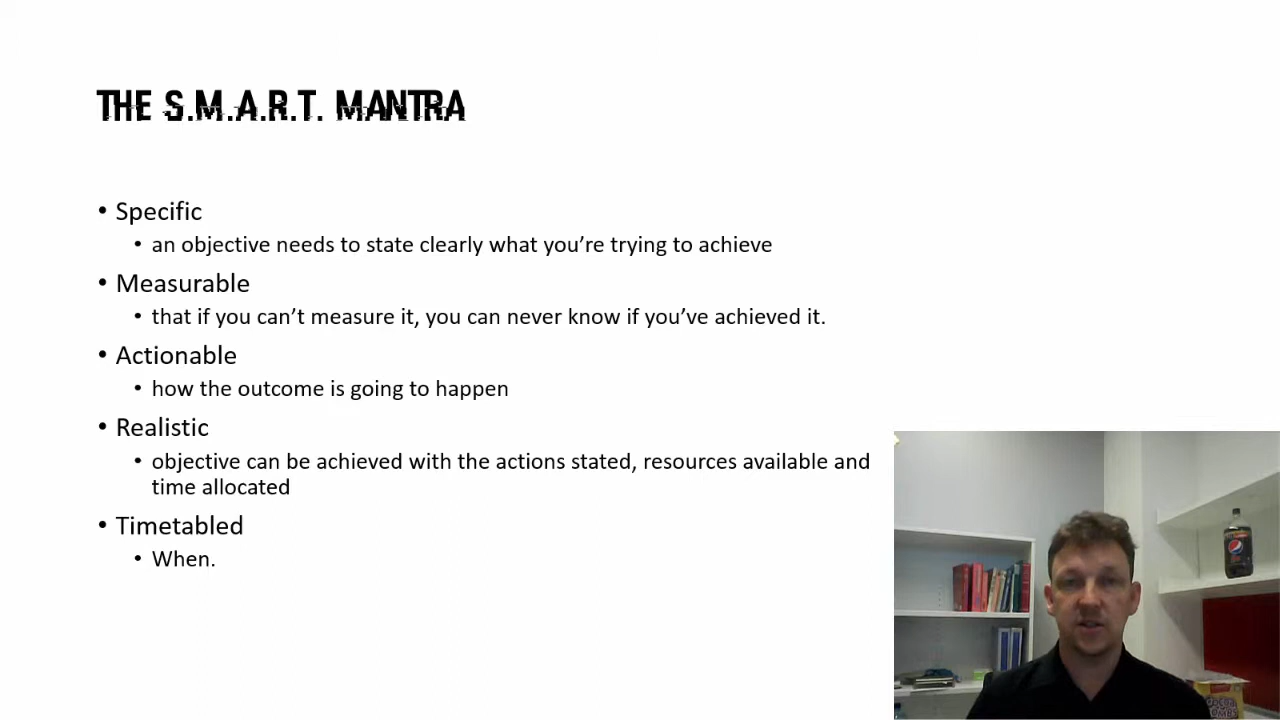 THE S.M.A.R.T. MANTRA
• Specific
• an objective needs to state clearly what you’re trying to achieve
• Measurable
• that if you can’t measure it, you can never know if you’ve achieved it.
• Actionable
• how the outcome is going to happen
• Realistic
• objective can be achieved with the actions stated, resources available and
time allocated
• Timetabled
• When.